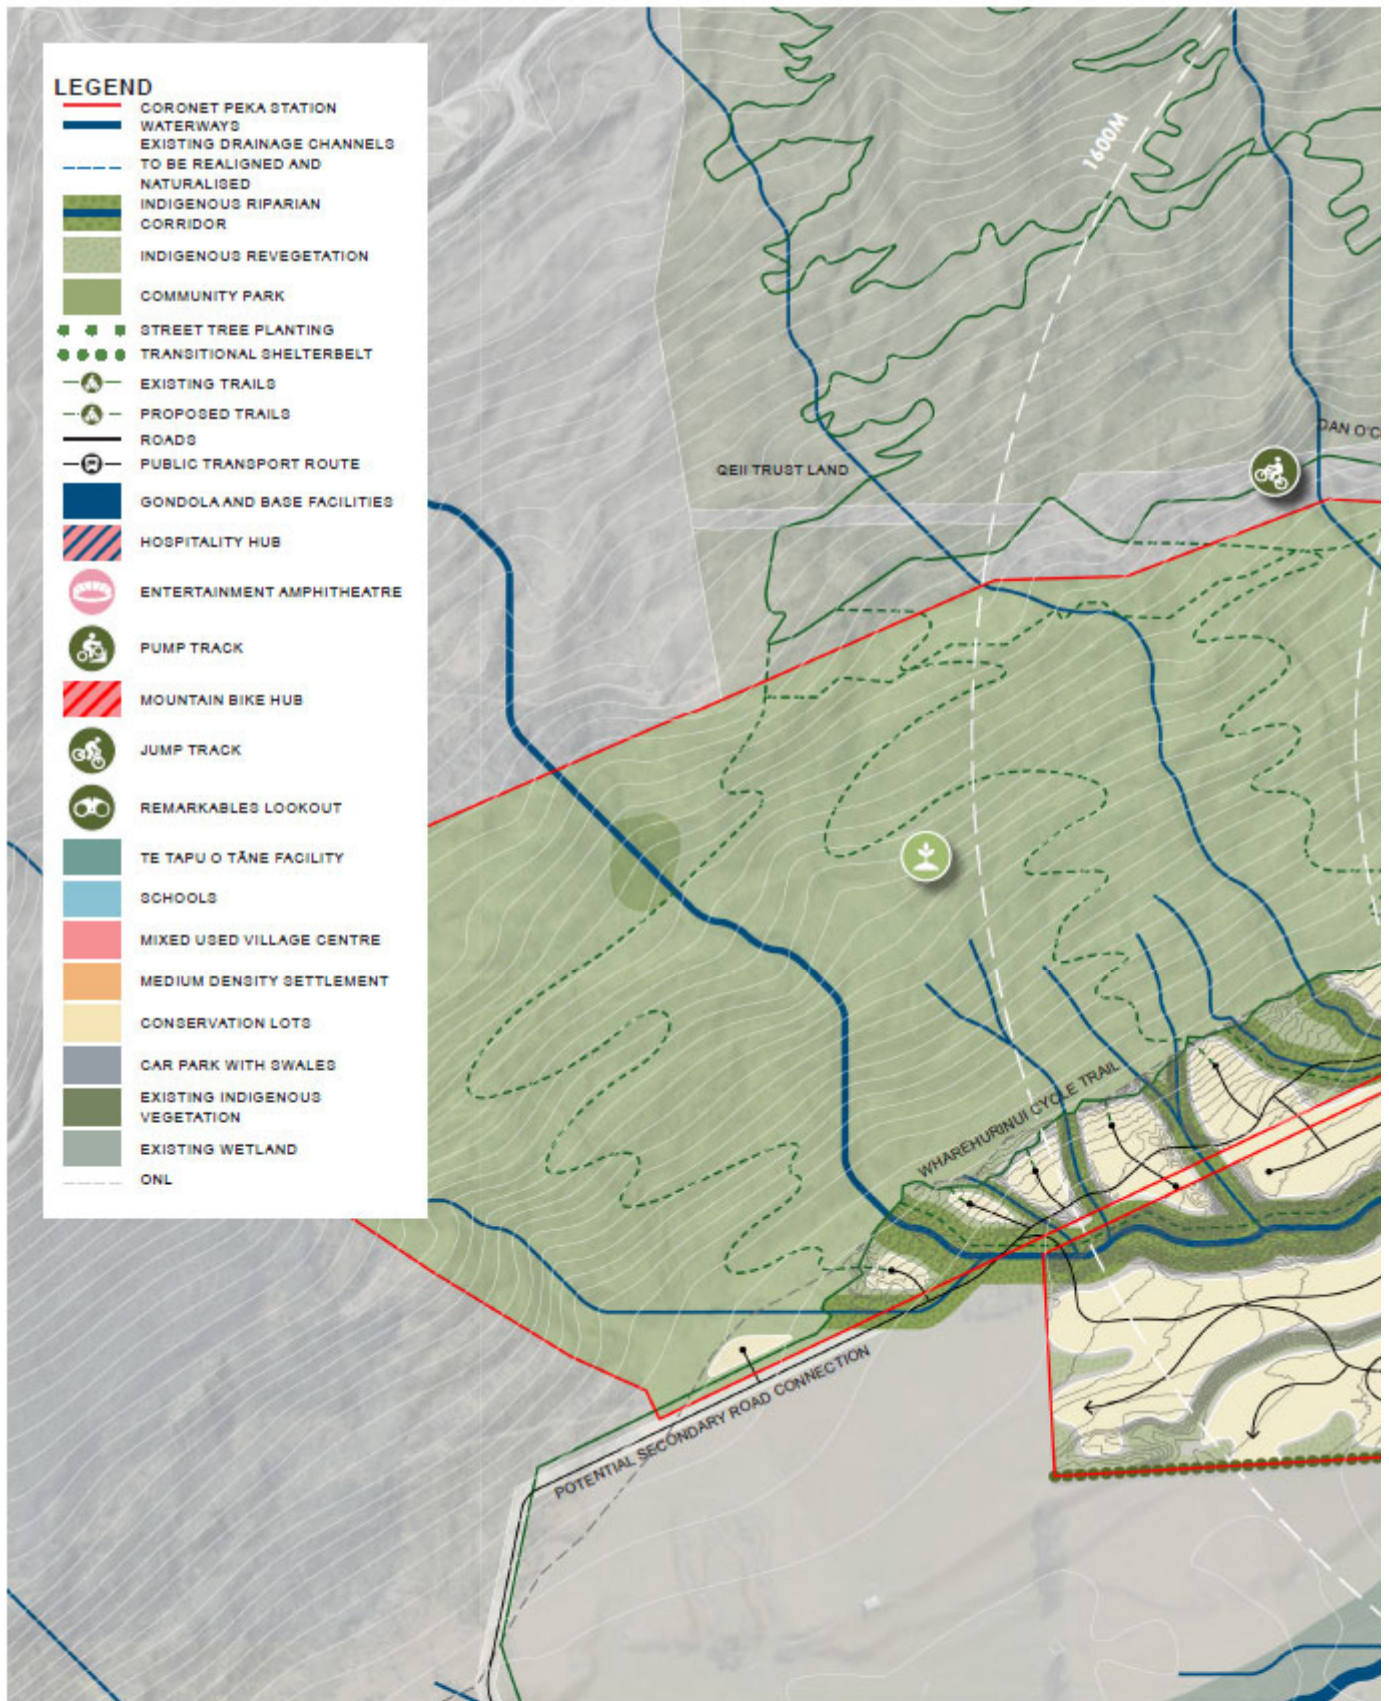 LEGEND
CORONET PEKA STATION
WATERWAYS
EXISTING DRAINAGE CHANNELS
TO BE REALIGNED AND
NATURALISED
INDIGENOUS RIPARIAN
CORRIDOR
INDIGENOUS REVEGETATION
COMMUNITY PARK
STREET TREE PLANTING
TRANSITIONAL SHELTERBELT
EXISTING TRAILS
PROPOSED TRAILS
ROADS
PUBLIC TRANSPORT ROUTE
GONDOLA AND BASE FACILITIES
HOSPITALITY HUB
ENTERTAINMENT AMPHITHEATRE
PUMP TRACK
MOUNTAIN BIKE HUB
JUMP TRACK
REMARKABLES LOOKOUT
TE TAPU O TĀNE FACILITY
SCHOOLS
MIXED USED VILLAGE CENTRE
MEDIUM DENSITY SETTLEMENT
CONSERVATION LOTS
CAR PARK WITH SWALES
EXISTING INDIGENOUS
VEGETATION
EXISTING WETLAND
ONL
1600M
DAN O'C
QEII TRUST LAND
WHAREHURINUI CYCLE TRAIL
POTENTIAL SECONDARY ROAD CONNECTION